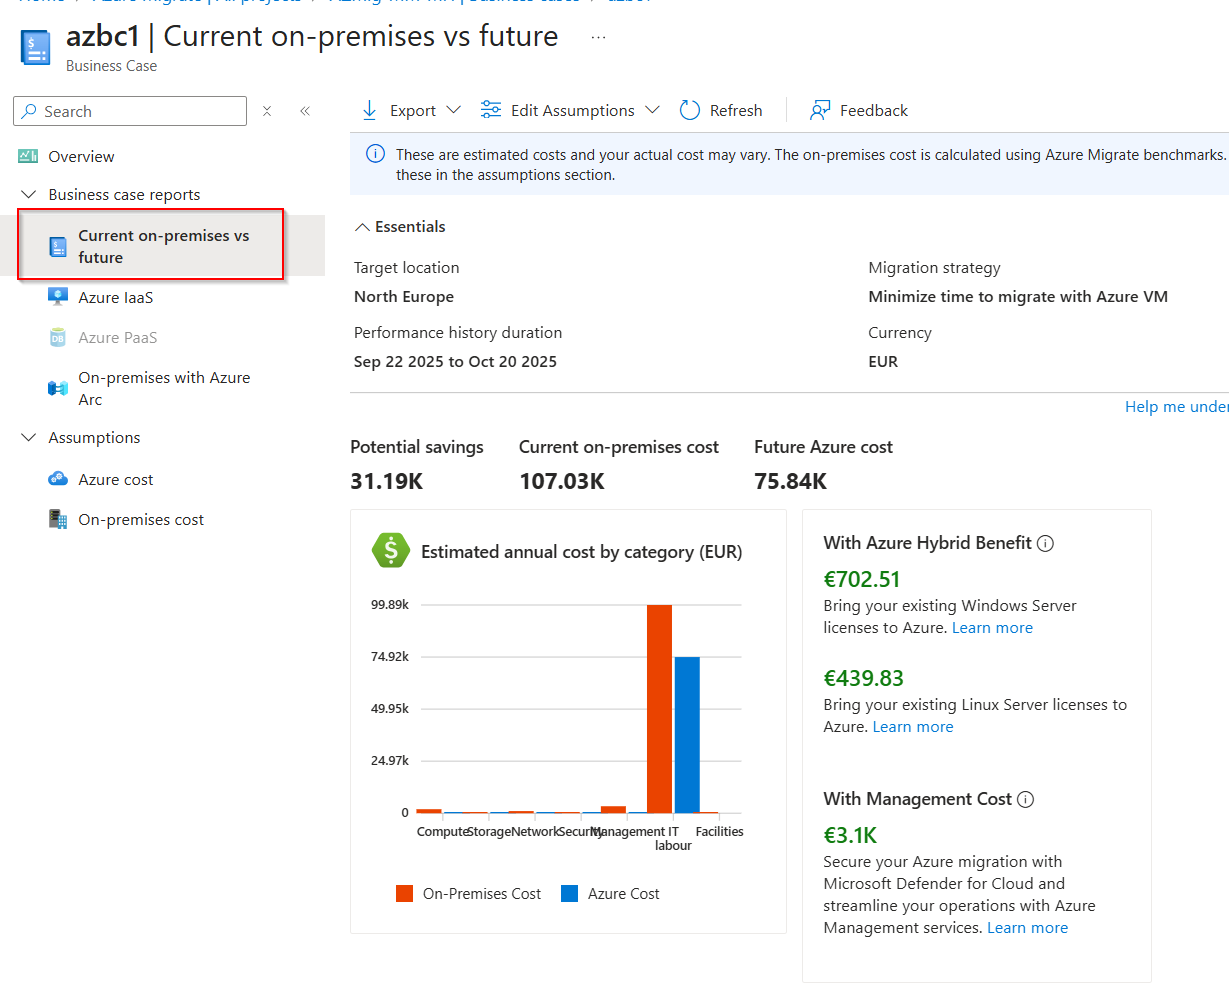 azbc1 | Current on-premises vs future ...
Business Case
Search
Export
Edit Assumptions
Refresh
Feedback
These are estimated costs and your actual cost may vary. The on-premises cost is calculated using Azure Migrate benchmarks.
these in the assumptions section.
Overview
Business case reports
Current on-premises vs
future
Azure IaaS
Azure PaaS
On-premises with Azure
Arc
Assumptions
Azure cost
On-premises cost
Essentials
Target location
North Europe
Migration strategy
Minimize time to migrate with Azure VM
Performance history duration
Sep 22 2025 to Oct 20 2025
Currency
EUR
Help me under
Potential savings
31.19K
Current on-premises cost
107.03K
Future Azure cost
75.84K
Estimated annual cost by category (EUR)
99.89k
74.92k
49.95k
24.97k
0
Compute
Storage
Network
Security
Management
IT
labour
Facilities
On-Premises Cost
Azure Cost
With Azure Hybrid Benefit
€702.51
Bring your existing Windows Server
licenses to Azure. Learn more
€439.83
Bring your existing Linux Server licenses to
Azure. Learn more
With Management Cost
€3.1K
Secure your Azure migration with
Microsoft Defender for Cloud and
streamline your operations with Azure
Management services. Learn more